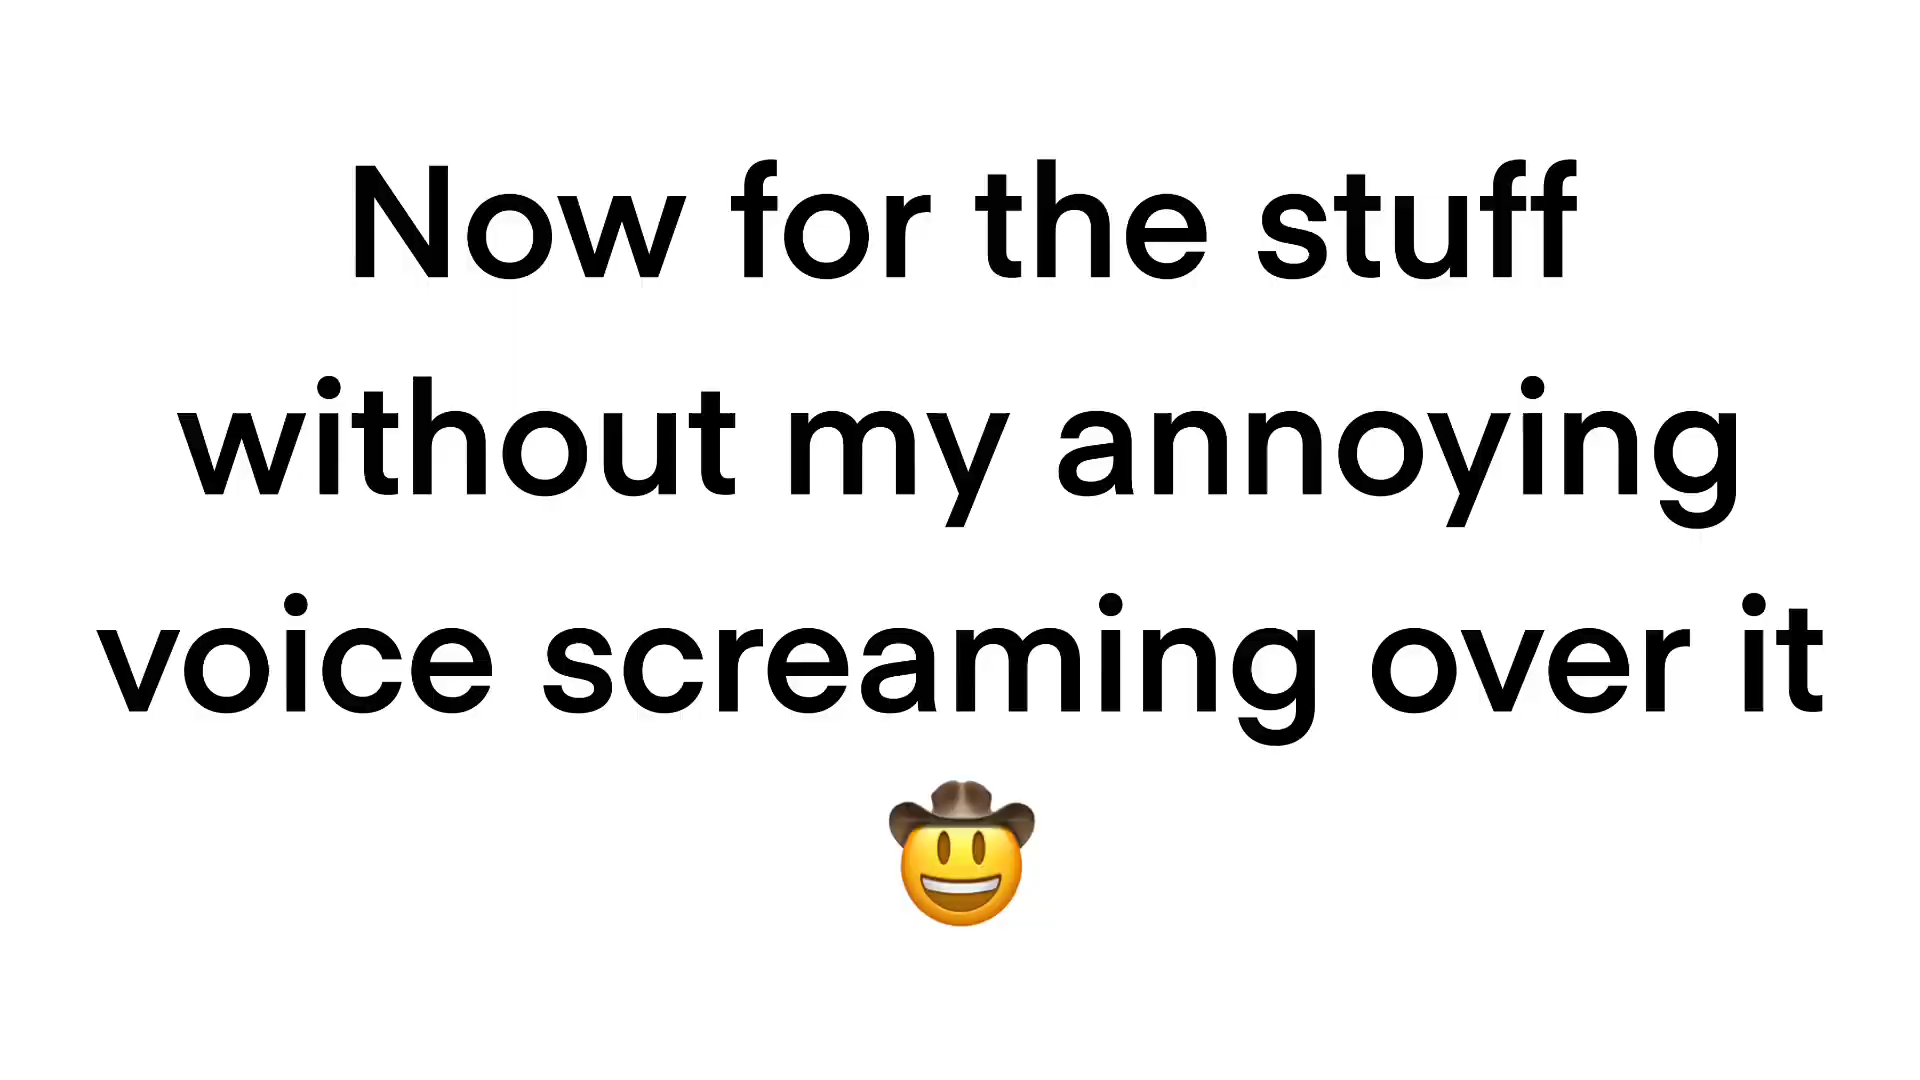 Now for the stuff
without my annoying
voice screaming over it
🤠